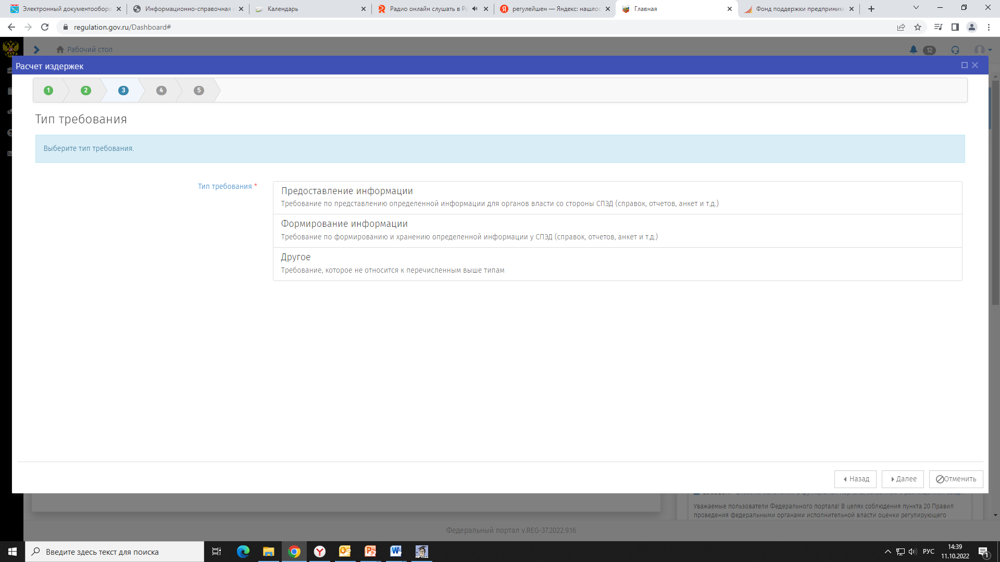 Электронный документооборо
Информационно-справочная
Календарь
Радио онлайн слушать в Ра
регулейшен — Яндекс: нашлос
Главная
Фонд поддержки предприним
regulation.gov.ru/Dashboard#
Рабочий стол
12
Расчет издержек
1
2
3
4
5
Тип требования
Выберите тип требования.
Тип требования *
Предоставление информации
Требование по представлению определенной информации для органов власти со стороны СПЭД (справок, отчетов, анкет и т.д.)
Формирование информации
Требование по формированию и хранению определенной информации у СПЭД (справок, отчетов, анкет и т.д.)
Другое
Требование, которое не относится к перечисленным выше типам
Назад
Далее
Отменить
Уважаемые пользователи Федерального портала! В целях соблюдения пункта 20 Правил
проведения федеральными органами исполнительной власти оценки регулирующего
Федеральный портал v.REG-37.2022.9.16
Введите здесь текст для поиска
РУС
14:39
11.10.2022
1